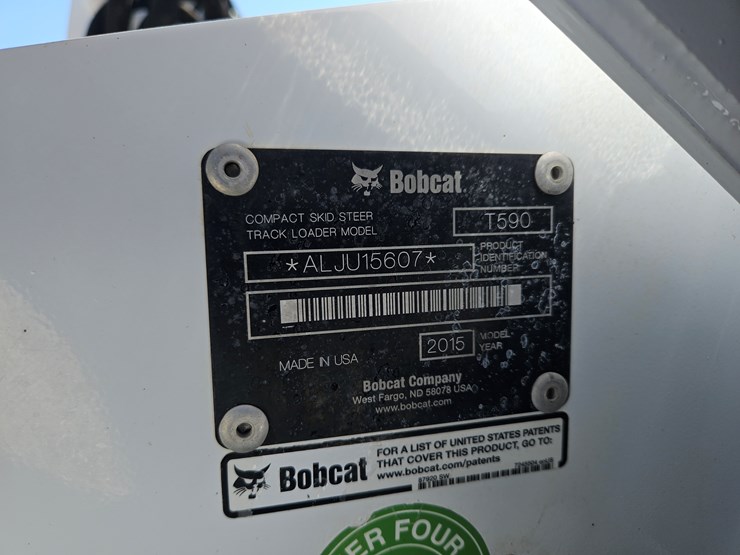 Bobcat
COMPACT SKID STEER
TRACK LOADER MODEL
T590
*ALJU15607*
PRODUCT
IDENTIFICATION
NUMBER
MADE IN USA
2015
MODEL
YEAR
Bobcat Company
West Fargo, ND 58078 USA
www.bobcat.com
Bobcat
FOR A LIST OF UNITED STATES PATENTS
THAT COVER THIS PRODUCT, GO TO:
www.bobcat.com/patents
ER FOUR